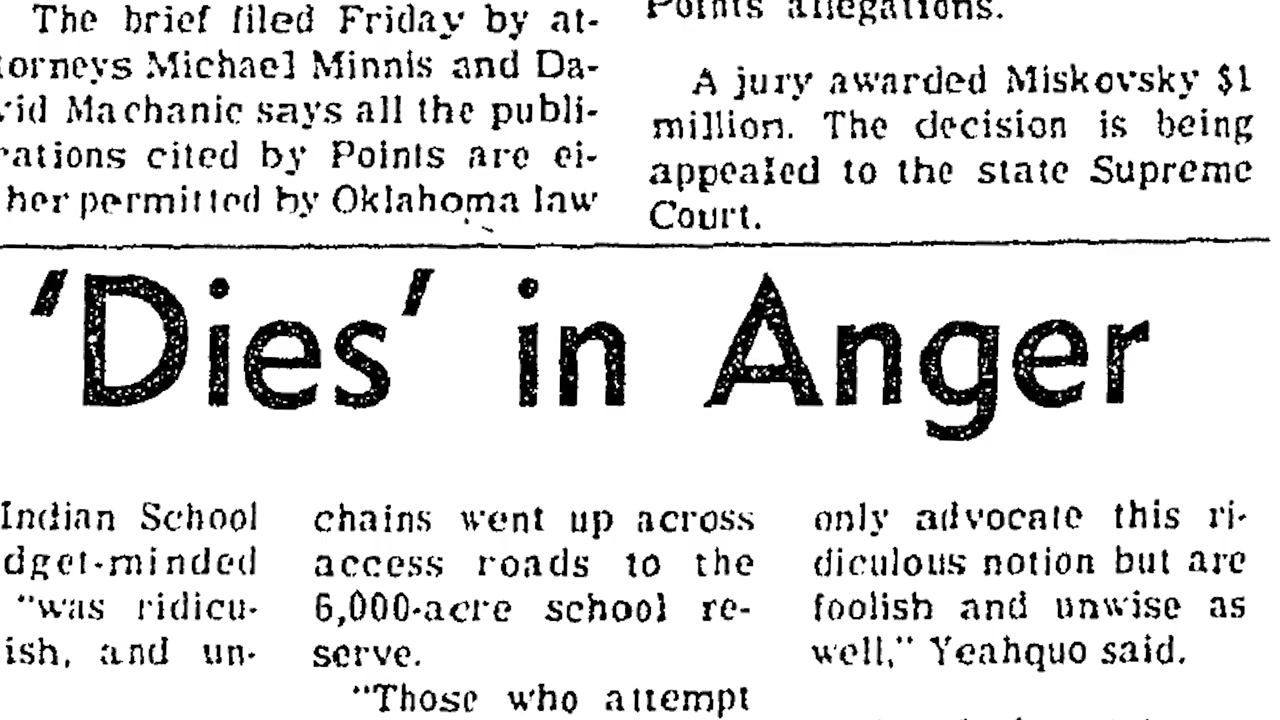 The brief filed Friday by at-
torneys Michael Minnis and Da-
vid Machanic says all the publi-
cations cited by Points are ei-
ther permitted by Oklahoma law
Points allegations.
A jury awarded Miskovsky $1
million. The decision is being
appealed to the state Supreme
Court.
'Dies' in Anger
Indian School
dget-minded
"was ridicu-
ish, and un-
chains went up across
access roads to the
6,000-acre school re-
serve.
"Those who attempt
only advocate this ri-
diculous notion but are
foolish and unwise as
well," Yeahquo said.